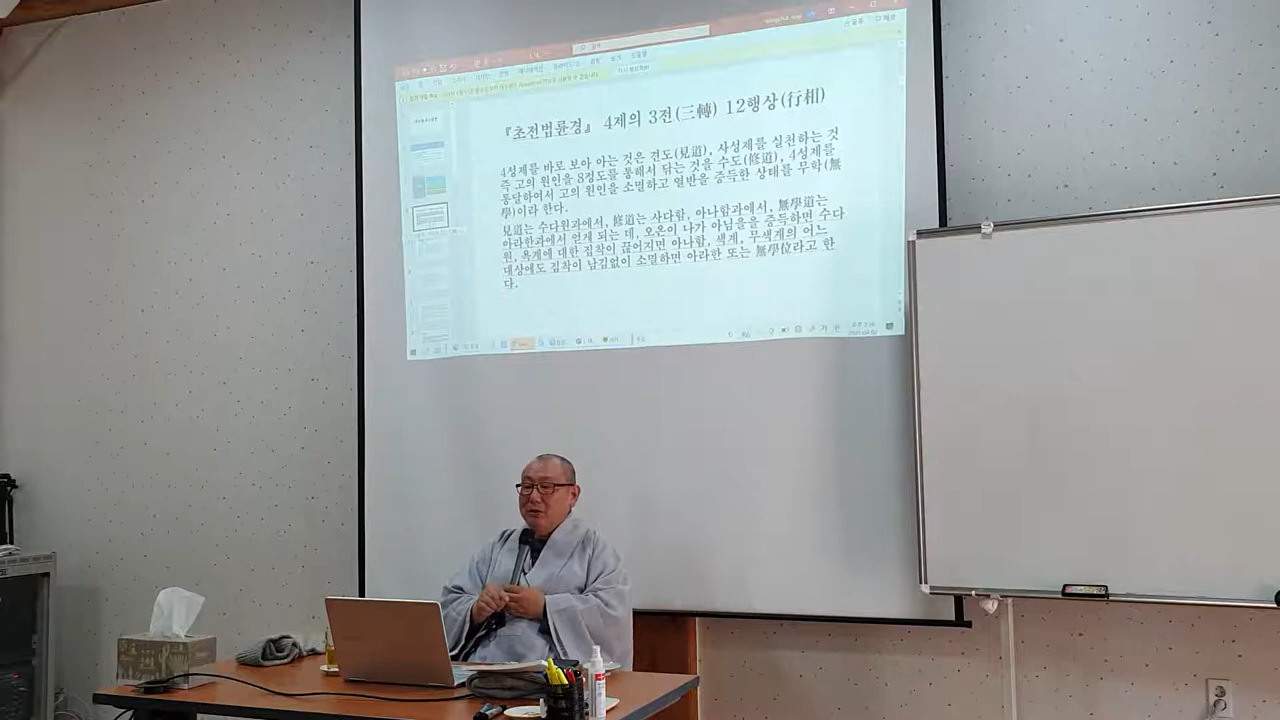 『초전법륜경』 4제의 3전(三轉) 12행상(行相)
4성제를 바로 보아 아는 것은 견도(見道), 사성제를 실천하는 것
즉 고의 원인을 8정도를 통해서 닦는 것을 수도(修道), 4성제를
통달하여서 고의 원인을 소멸하고 열반을 증득한 상태를 무학(無
學)이라 한다.
見道는 수다원과에서, 修道는 사다함, 아나함과에서, 無學道는
아라한과에서 얻게 되는 데, 오온이 나가 아님을을 증득하면 수다
원, 욕계에 대한 집착이 끊어지면 아나함, 색계, 무색계의 어느
대상에도 집착이 남김없이 소멸하면 아라한 또는 無學位라고 한
다.